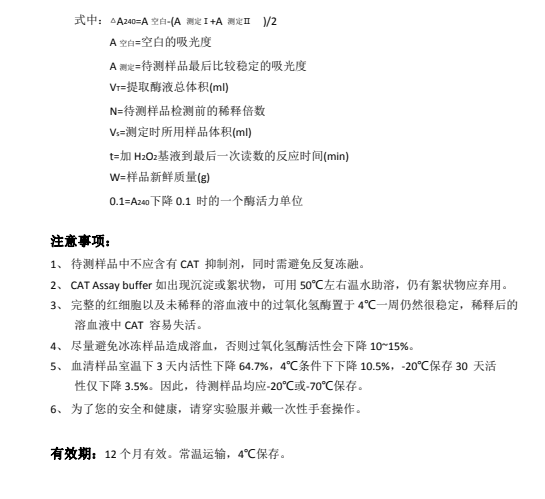 式中：△A240=A 空白-(A 测定Ⅰ+A 测定Ⅱ )/2
A 空白=空白的吸光度
A 测定=待测样品最后比较稳定的吸光度
VT=提取酶液总体积(ml)
N=待测样品检测前的稀释倍数
Vs=测定时所用样品体积(ml)
t=加 H2O2基液到最后一次读数的反应时间(min)
W=样品新鲜质量(g)
0.1=A240下降 0.1 时的一个酶活力单位
注意事项：
1、 待测样品中不应含有 CAT 抑制剂，同时需避免反复冻融。
2、 CAT Assay buffer 如出现沉淀或絮状物，可用 50℃左右温水助溶，仍有絮状物应弃用。
3、 完整的红细胞以及未稀释的溶血液中的过氧化氢酶置于 4℃一周仍然很稳定，稀释后的
溶血液中 CAT 容易失活。
4、 尽量避免冰冻样品造成溶血，否则过氧化氢酶活性会下降 10~15%。
5、 血清样品室温下 3 天内活性下降 64.7%，4℃条件下下降 10.5%，-20℃保存 30 天活
性仅下降 3.5%。因此，待测样品均应-20℃或-70℃保存。
6、 为了您的安全和健康，请穿实验服并戴一次性手套操作。
有效期：12 个月有效。常温运输，4℃保存。